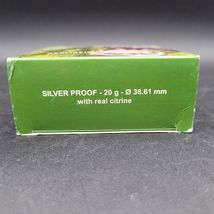 SILVER PROOF - 20 g - Ø 38.61 mm
with real citrine